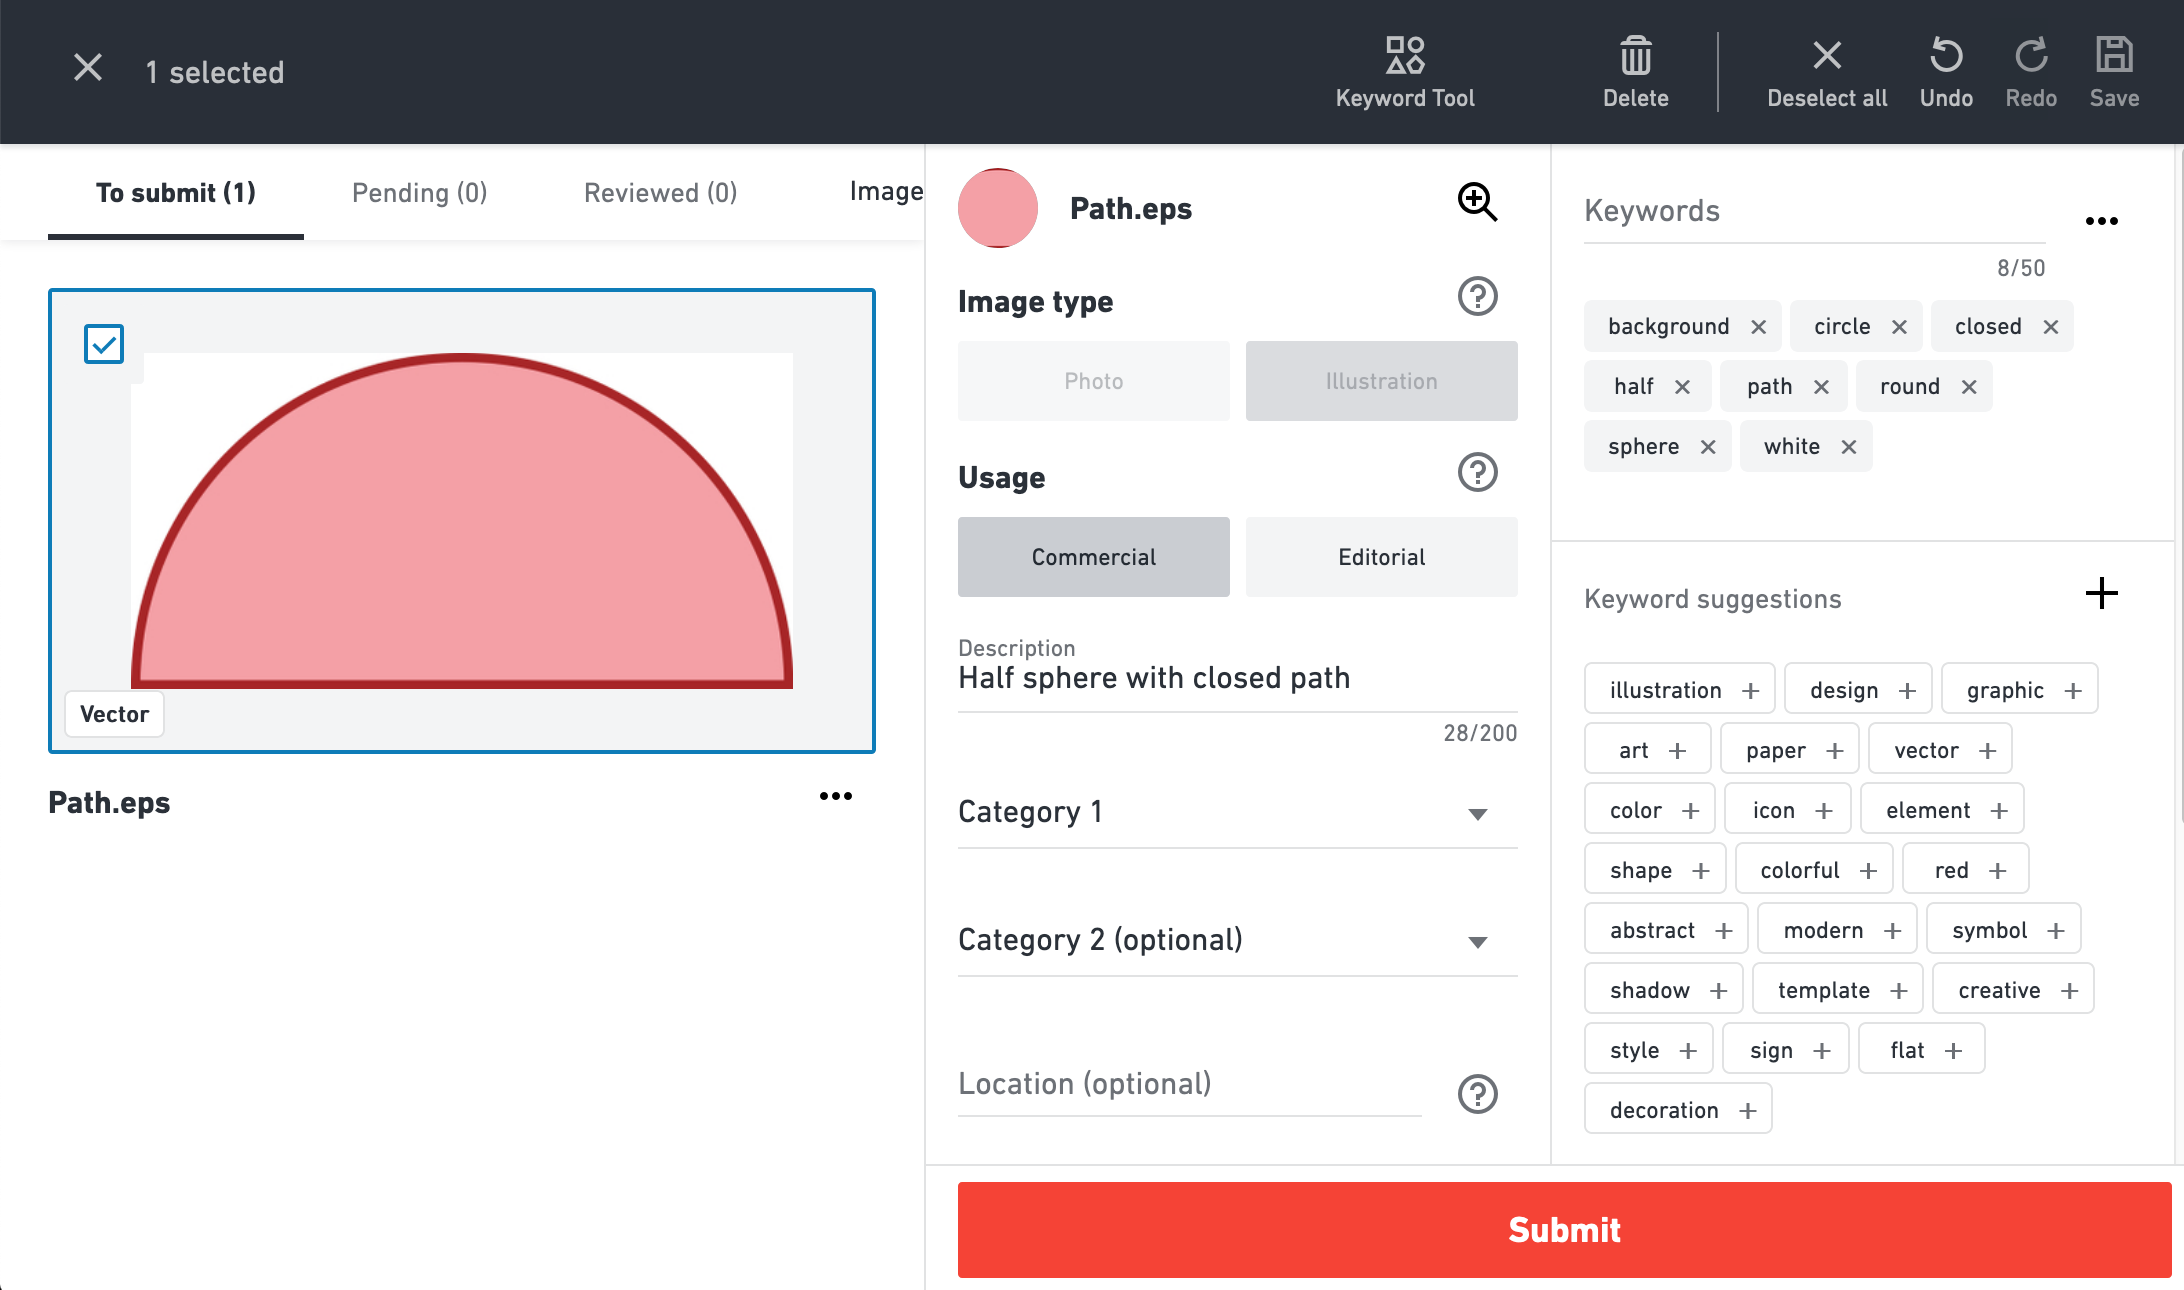 1 selected
Keyword Tool
Delete
Deselect all
Undo
Redo
Save
To submit (1)
Pending (0)
Reviewed (0)
Image
Vector
Path.eps
Path.eps
Image type
Photo
Illustration
Usage
Commercial
Editorial
Description
Half sphere with closed path
28/200
Category 1
Category 2 (optional)
Location (optional)
Keywords
8/50
background
circle
closed
half
path
round
sphere
white
Keyword suggestions
illustration
design
graphic
art
paper
vector
color
icon
element
shape
colorful
red
abstract
modern
symbol
shadow
template
creative
style
sign
flat
decoration
Submit